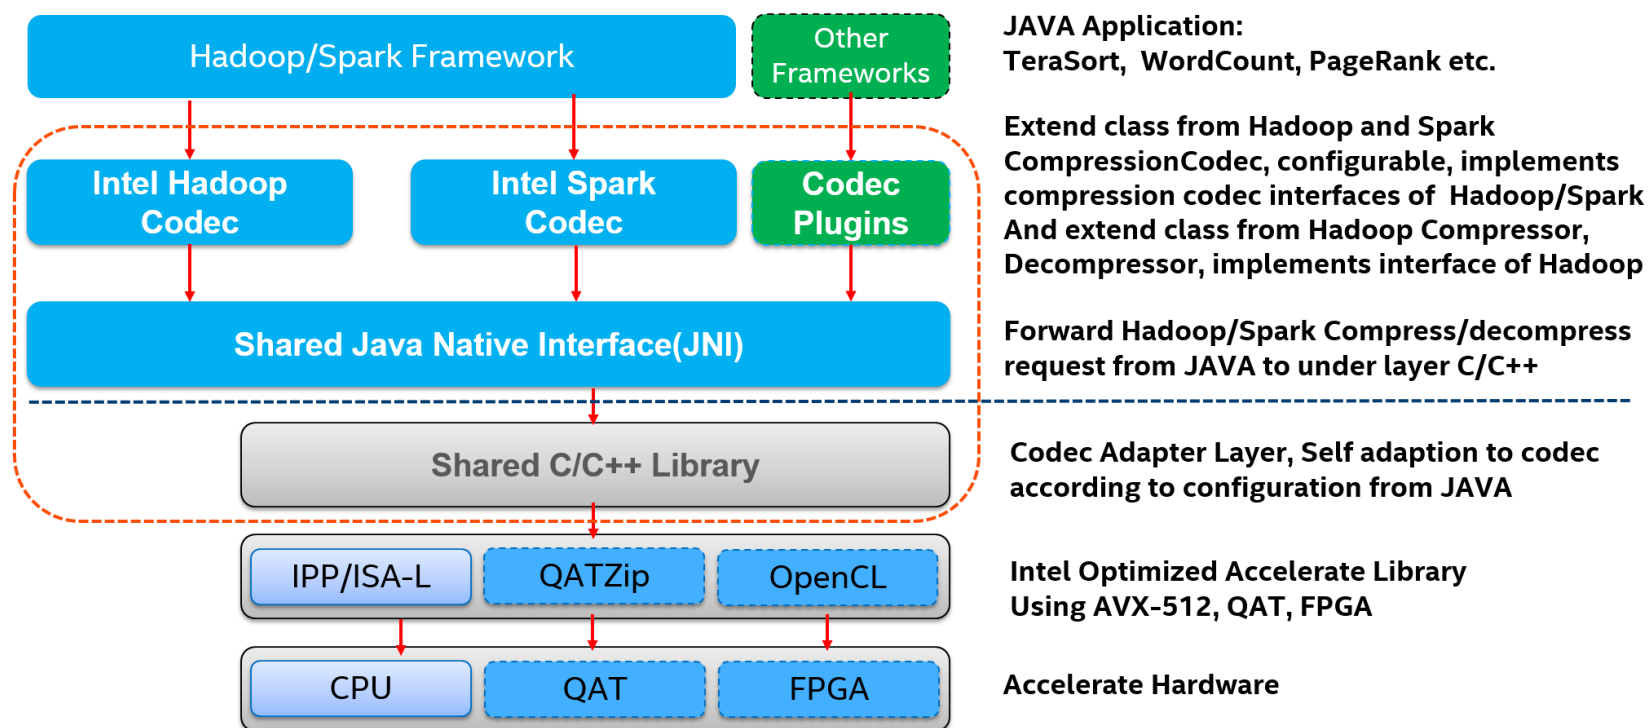 Hadoop/Spark Framework
Other
Frameworks
JAVA Application:
TeraSort, WordCount, PageRank etc.
Intel Hadoop
Codec
Intel Spark
Codec
Codec
Plugins
Extend class from Hadoop and Spark
CompressionCodec, configurable, implements
compression codec interfaces of Hadoop/Spark
And extend class from Hadoop Compressor,
Decompressor, implements interface of Hadoop
Shared Java Native Interface(JNI)
Forward Hadoop/Spark Compress/decompress
request from JAVA to under layer C/C++
Shared C/C++ Library
Codec Adapter Layer, Self adaption to codec
according to configuration from JAVA
IPP/ISA-L
QATZip
OpenCL
Intel Optimized Accelerate Library
Using AVX-512, QAT, FPGA
CPU
QAT
FPGA
Accelerate Hardware